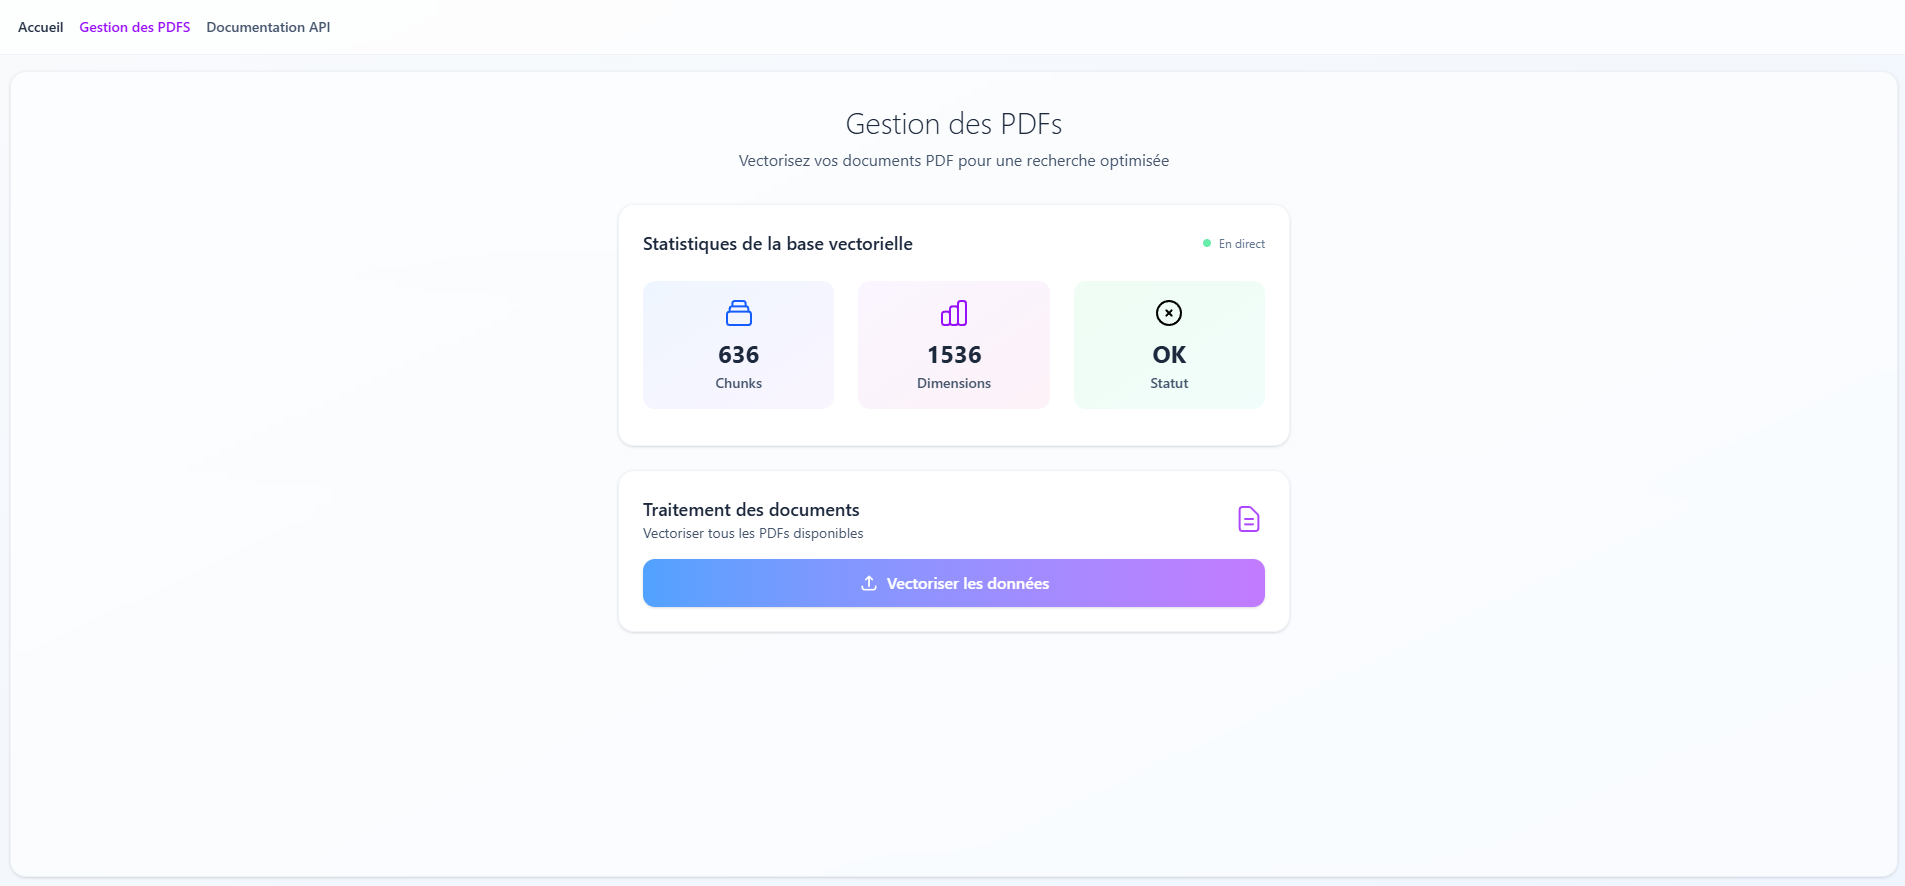 Accueil Gestion des PDFS Documentation API
Gestion des PDFs
Vectorisez vos documents PDF pour une recherche optimisée
Statistiques de la base vectorielle
En direct
636
Chunks
1536
Dimensions
OK
Statut
Traitement des documents
Vectoriser tous les PDFs disponibles
Vectoriser les données